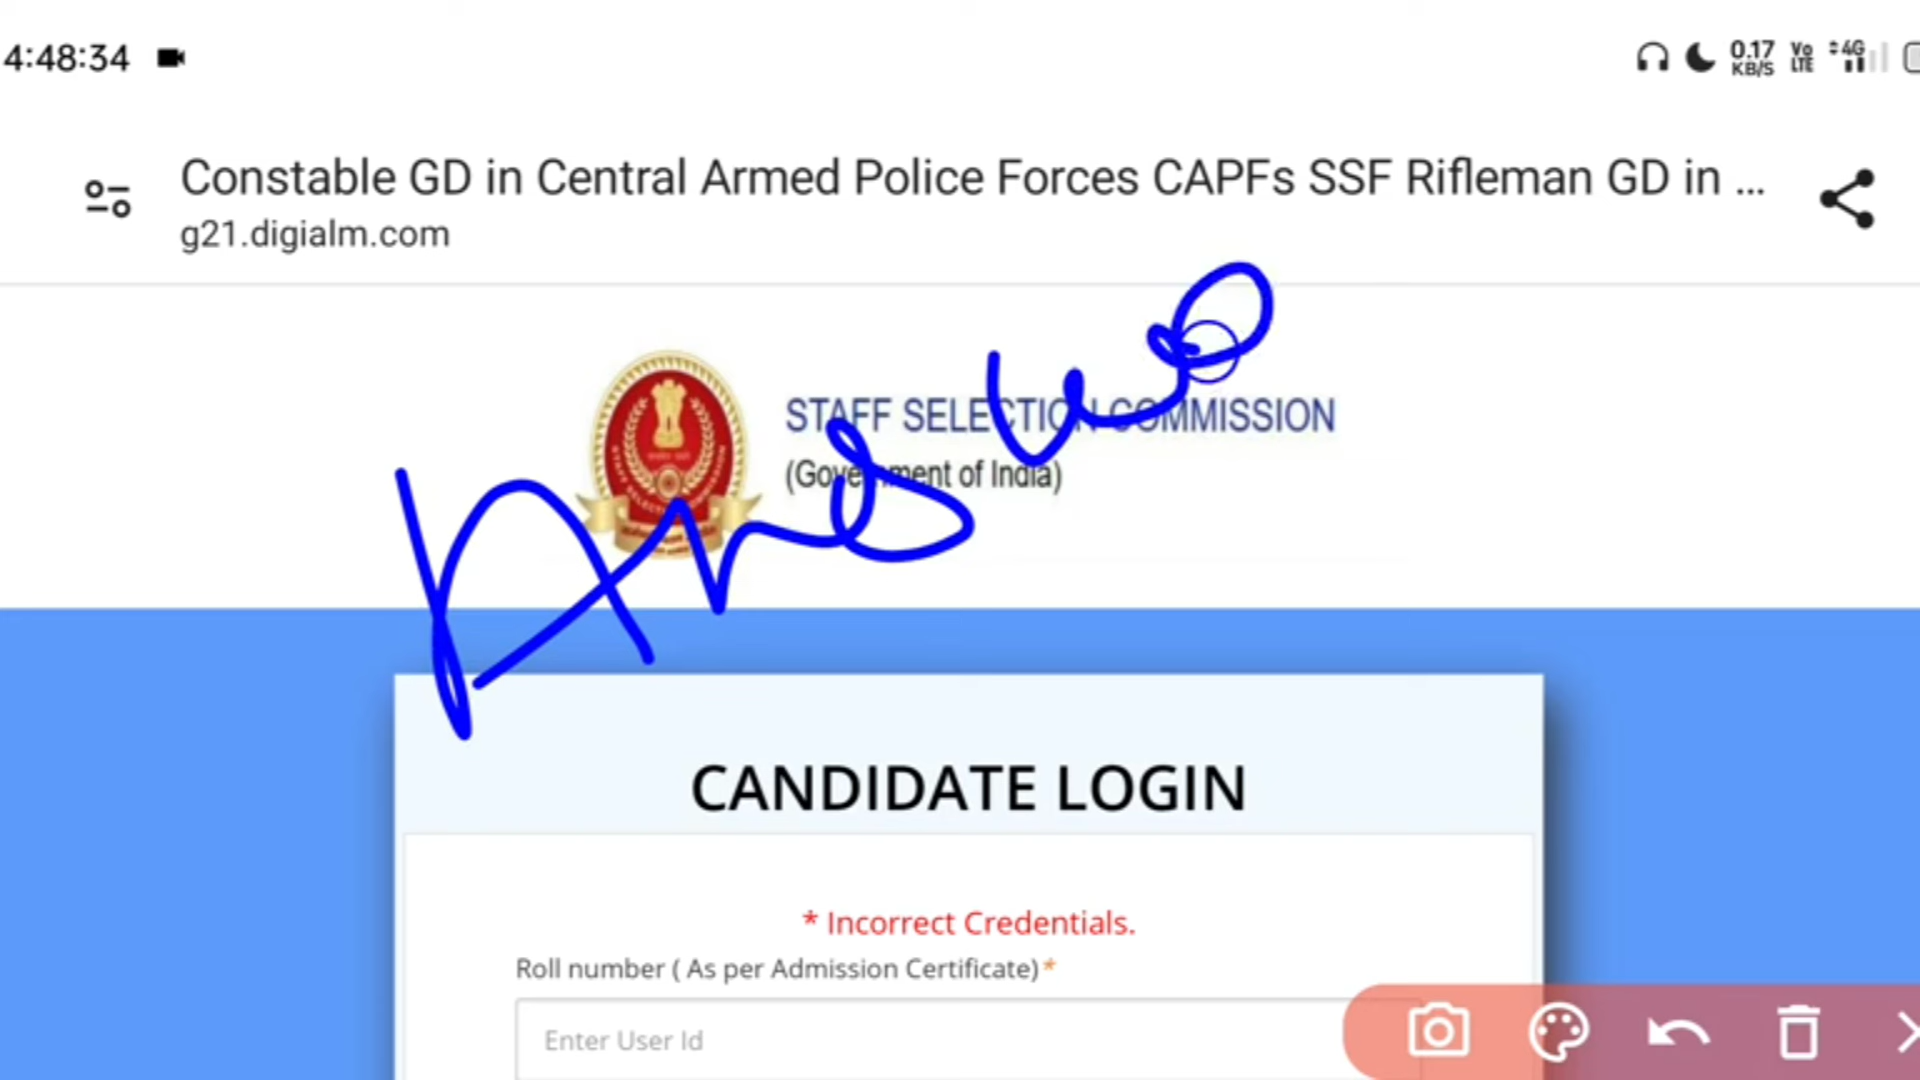 4:48:34
0.17 KB/S Vo LTE 4G
Constable GD in Central Armed Police Forces CAPFs SSF Rifleman GD in ...
g21.digialm.com
STAFF SELECTION COMMISSION
(Government of India)
CANDIDATE LOGIN
* Incorrect Credentials.
Roll number ( As per Admission Certificate)*
Enter User Id